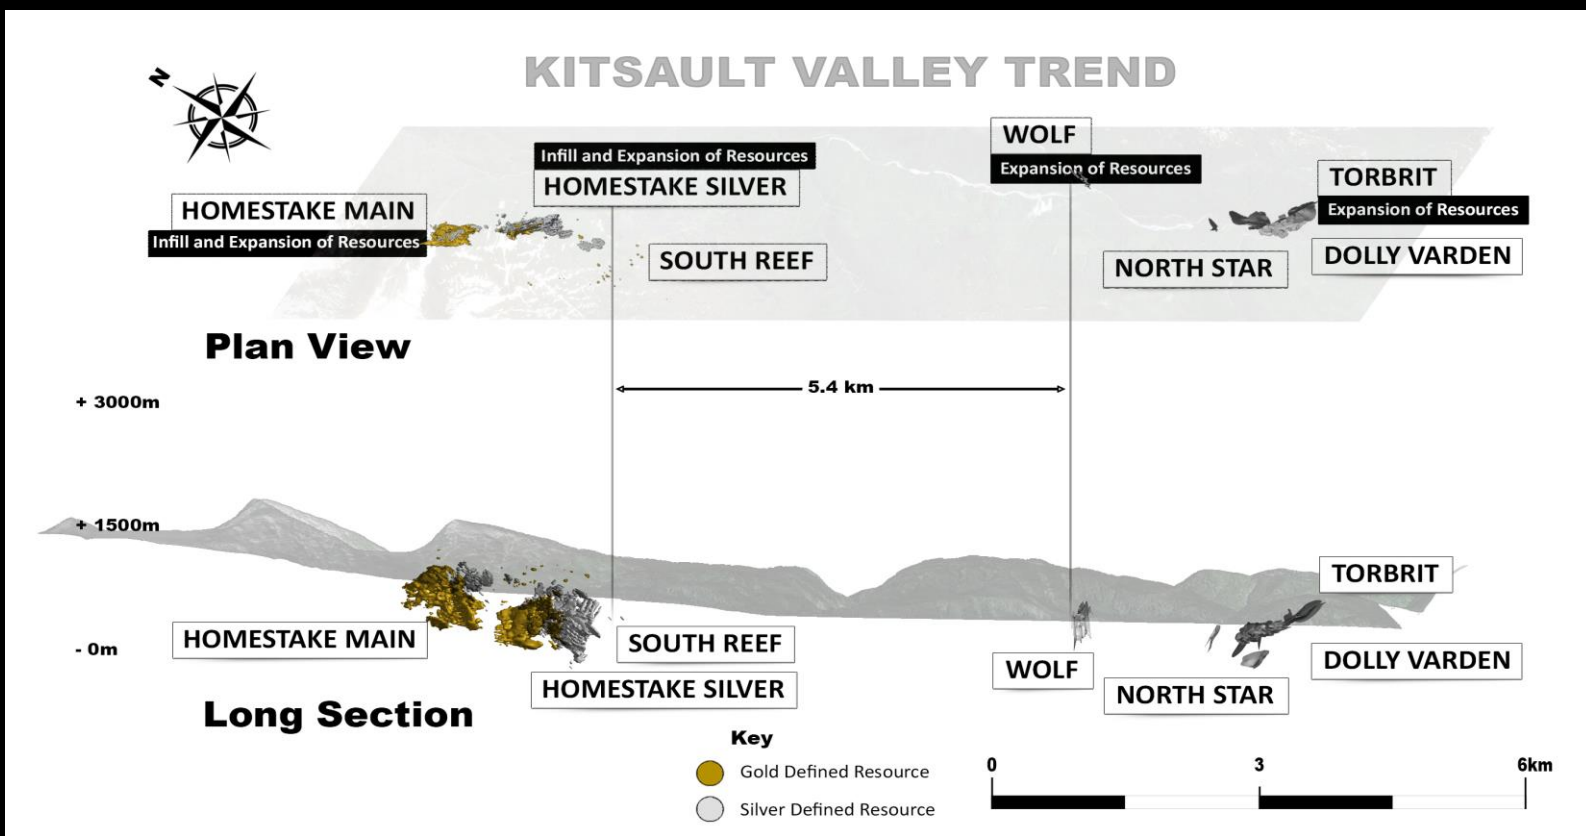 KITSAULT VALLEY TREND
N
WOLF
Expansion of Resources
Infill and Expansion of Resources
HOMESTAKE SILVER
TORBRIT
Expansion of Resources
HOMESTAKE MAIN
Infill and Expansion of Resources
SOUTH REEF
NORTH STAR
DOLLY VARDEN
Plan View
5.4 km
+ 3000m
+ 1500m
TORBRIT
HOMESTAKE MAIN
SOUTH REEF
- 0m
WOLF
DOLLY VARDEN
HOMESTAKE SILVER
NORTH STAR
Long Section
Key
Gold Defined Resource
Silver Defined Resource
0 3 6km